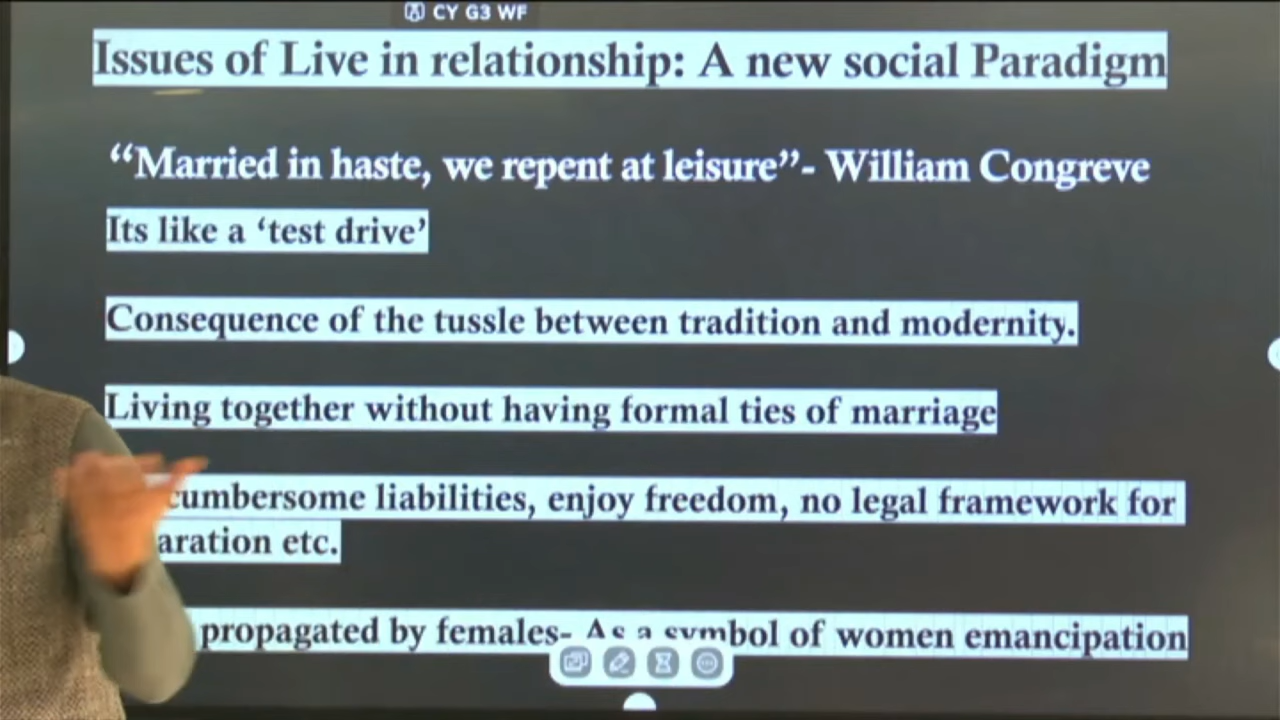 CY G3 WF
Issues of Live in relationship: A new social Paradigm
“Married in haste, we repent at leisure”- William Congreve
Its like a ‘test drive’
Consequence of the tussle between tradition and modernity.
Living together without having formal ties of marriage
cumbersome liabilities, enjoy freedom, no legal framework for
etc.
propagated by females- As a symbol of women emancipation